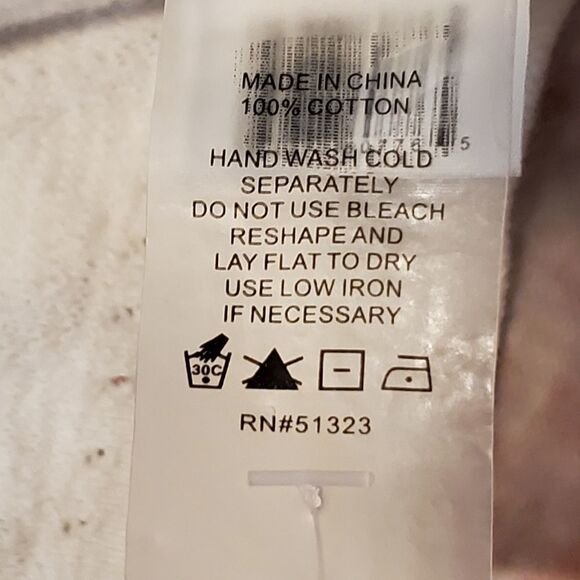 MADE IN CHINA
100% COTTON
HAND WASH COLD
SEPARATELY
DO NOT USE BLEACH
RESHAPE AND
LAY FLAT TO DRY
USE LOW IRON
IF NECESSARY
30C
RN#51323